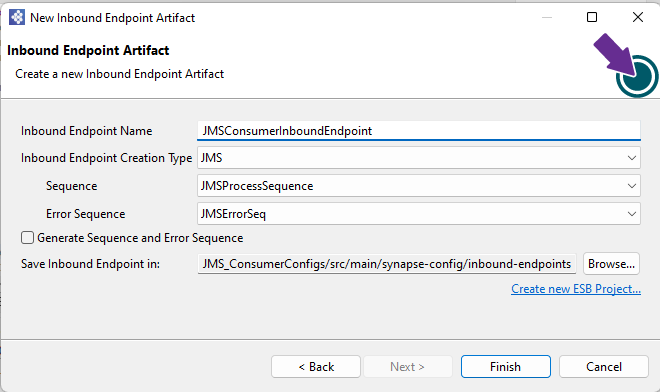 New Inbound Endpoint Artifact
Inbound Endpoint Artifact
Create a new Inbound Endpoint Artifact
Inbound Endpoint Name JMSConsumerInboundEndpoint
Inbound Endpoint Creation Type JMS
Sequence JMSProcessSequence
Error Sequence JMSErrorSeq
Generate Sequence and Error Sequence
Save Inbound Endpoint in: JMS_ConsumerConfigs/src/main/synapse-config/inbound-endpoints Browse...
Create new ESB Project...
< Back Next > Finish Cancel